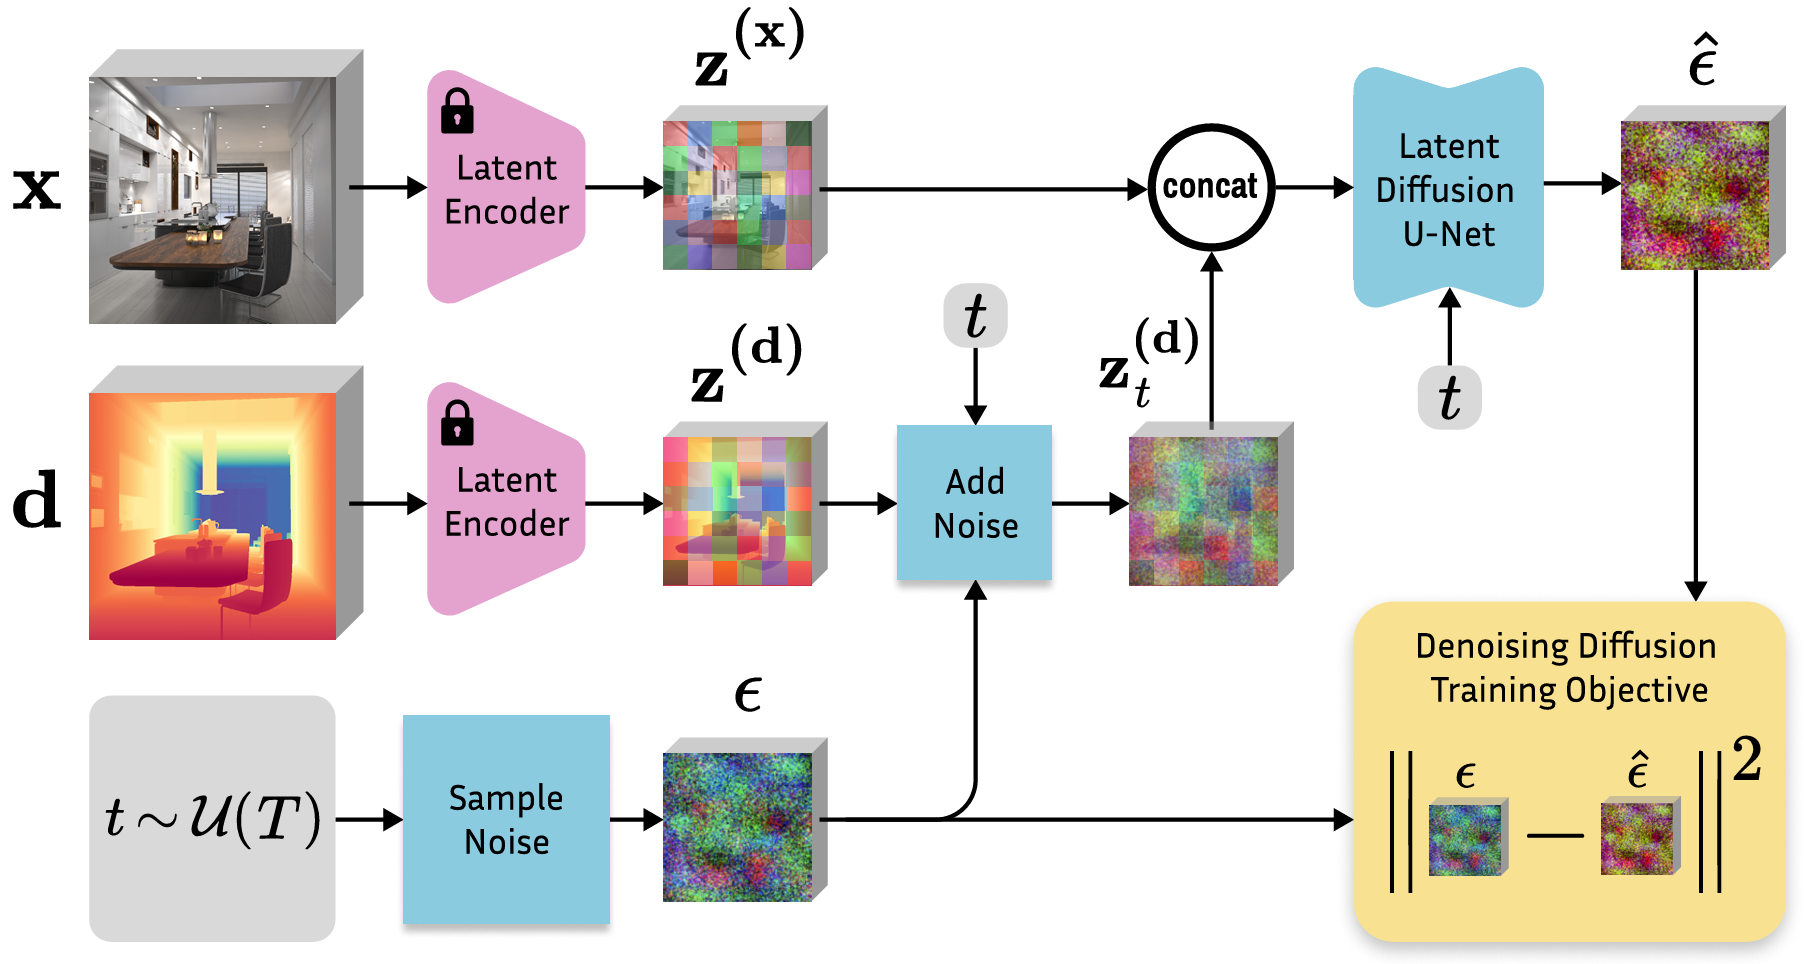 x
Latent
Encoder
z^(x)
concat
Latent
Diffusion
U-Net
ϵ̂
t
d
Latent
Encoder
z^(d)
t
Add
Noise
z_t^(d)
t ∼ 𝒰(T)
Sample
Noise
ϵ
Denoising Diffusion
Training Objective
‖ ϵ — ϵ̂ ‖²